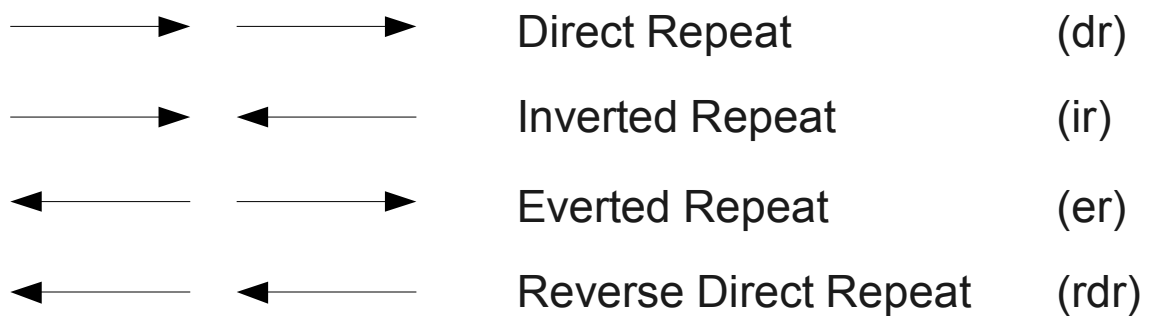 Direct Repeat (dr)
Inverted Repeat (ir)
Everted Repeat (er)
Reverse Direct Repeat (rdr)